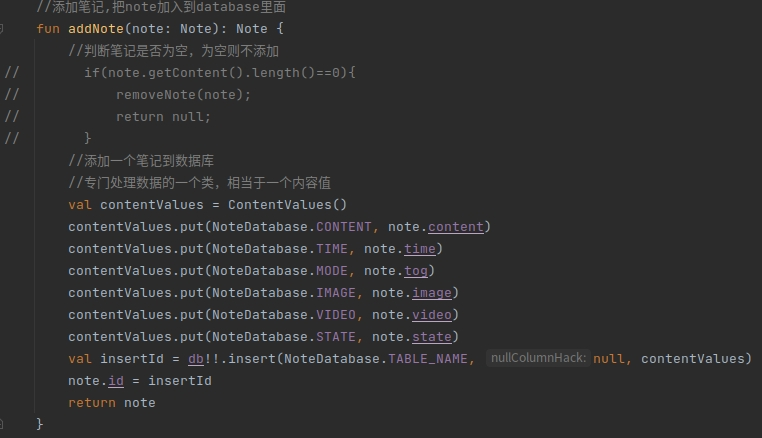 //添加笔记,把note加入到database里面
fun addNote(note: Note): Note {
//判断笔记是否为空，为空则不添加
// if(note.getContent().length()==0){
// removeNote(note);
// return null;
// }
//添加一个笔记到数据库
//专门处理数据的一个类，相当于一个内容值
val contentValues = ContentValues()
contentValues.put(NoteDatabase.CONTENT, note.content)
contentValues.put(NoteDatabase.TIME, note.time)
contentValues.put(NoteDatabase.MODE, note.tog)
contentValues.put(NoteDatabase.IMAGE, note.image)
contentValues.put(NoteDatabase.VIDEO, note.video)
contentValues.put(NoteDatabase.STATE, note.state)
val insertId = db!!.insert(NoteDatabase.TABLE_NAME, nullColumnHack: null, contentValues)
note.id = insertId
return note
}